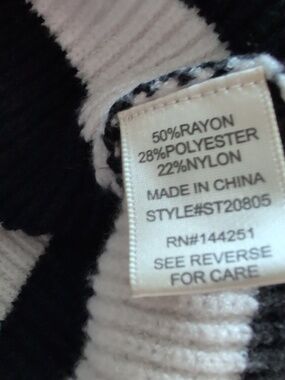 50%RAYON
28%POLYESTER
22%NYLON
MADE IN CHINA
STYLE#ST20805
RN#144251
SEE REVERSE
FOR CARE